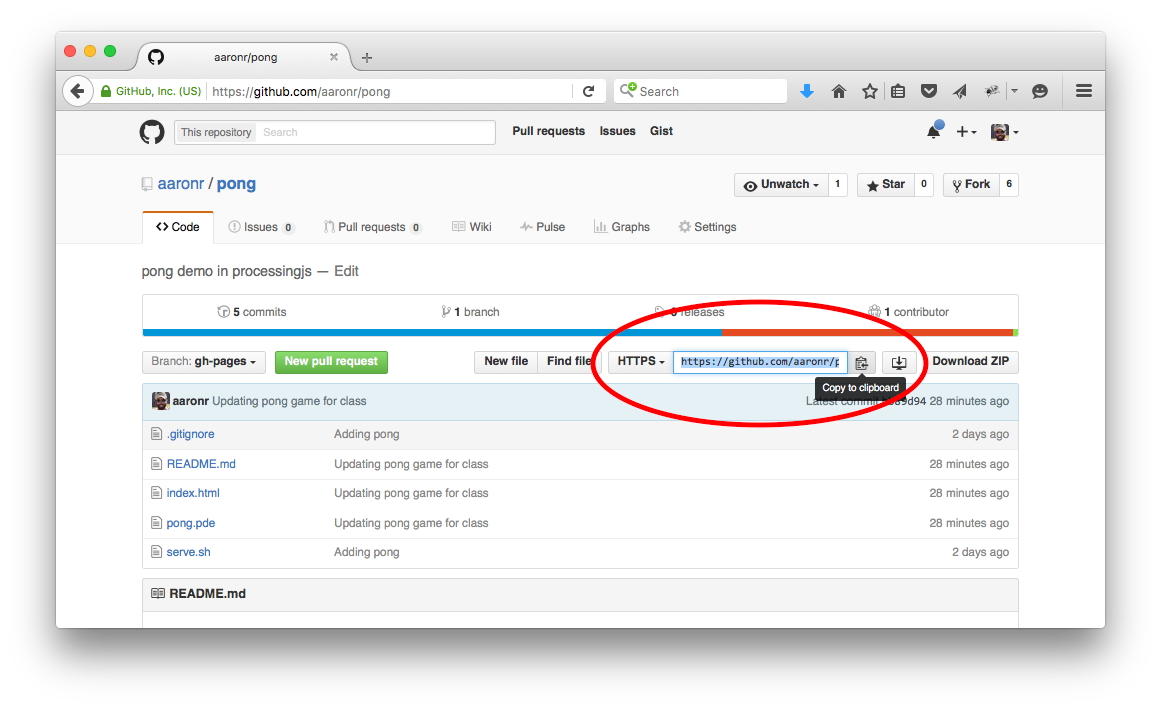 aaronr/pong
GitHub, Inc. (US) https://github.com/aaronr/pong Search
This repository Search Pull requests Issues Gist
aaronr / pong Unwatch 1 Star 0 Fork 6
Code Issues 0 Pull requests 0 Wiki Pulse Graphs Settings
pong demo in processingjs — Edit
5 commits 1 branch 0 releases 1 contributor
Branch: gh-pages New pull request New file Find file HTTPS https://github.com/aaronr/p Download ZIP
Copy to clipboard
aaronr Updating pong game for class Latest commit 28 minutes ago
.gitignore Adding pong 2 days ago
README.md Updating pong game for class 28 minutes ago
index.html Updating pong game for class 28 minutes ago
pong.pde Updating pong game for class 28 minutes ago
serve.sh Adding pong 2 days ago
README.md